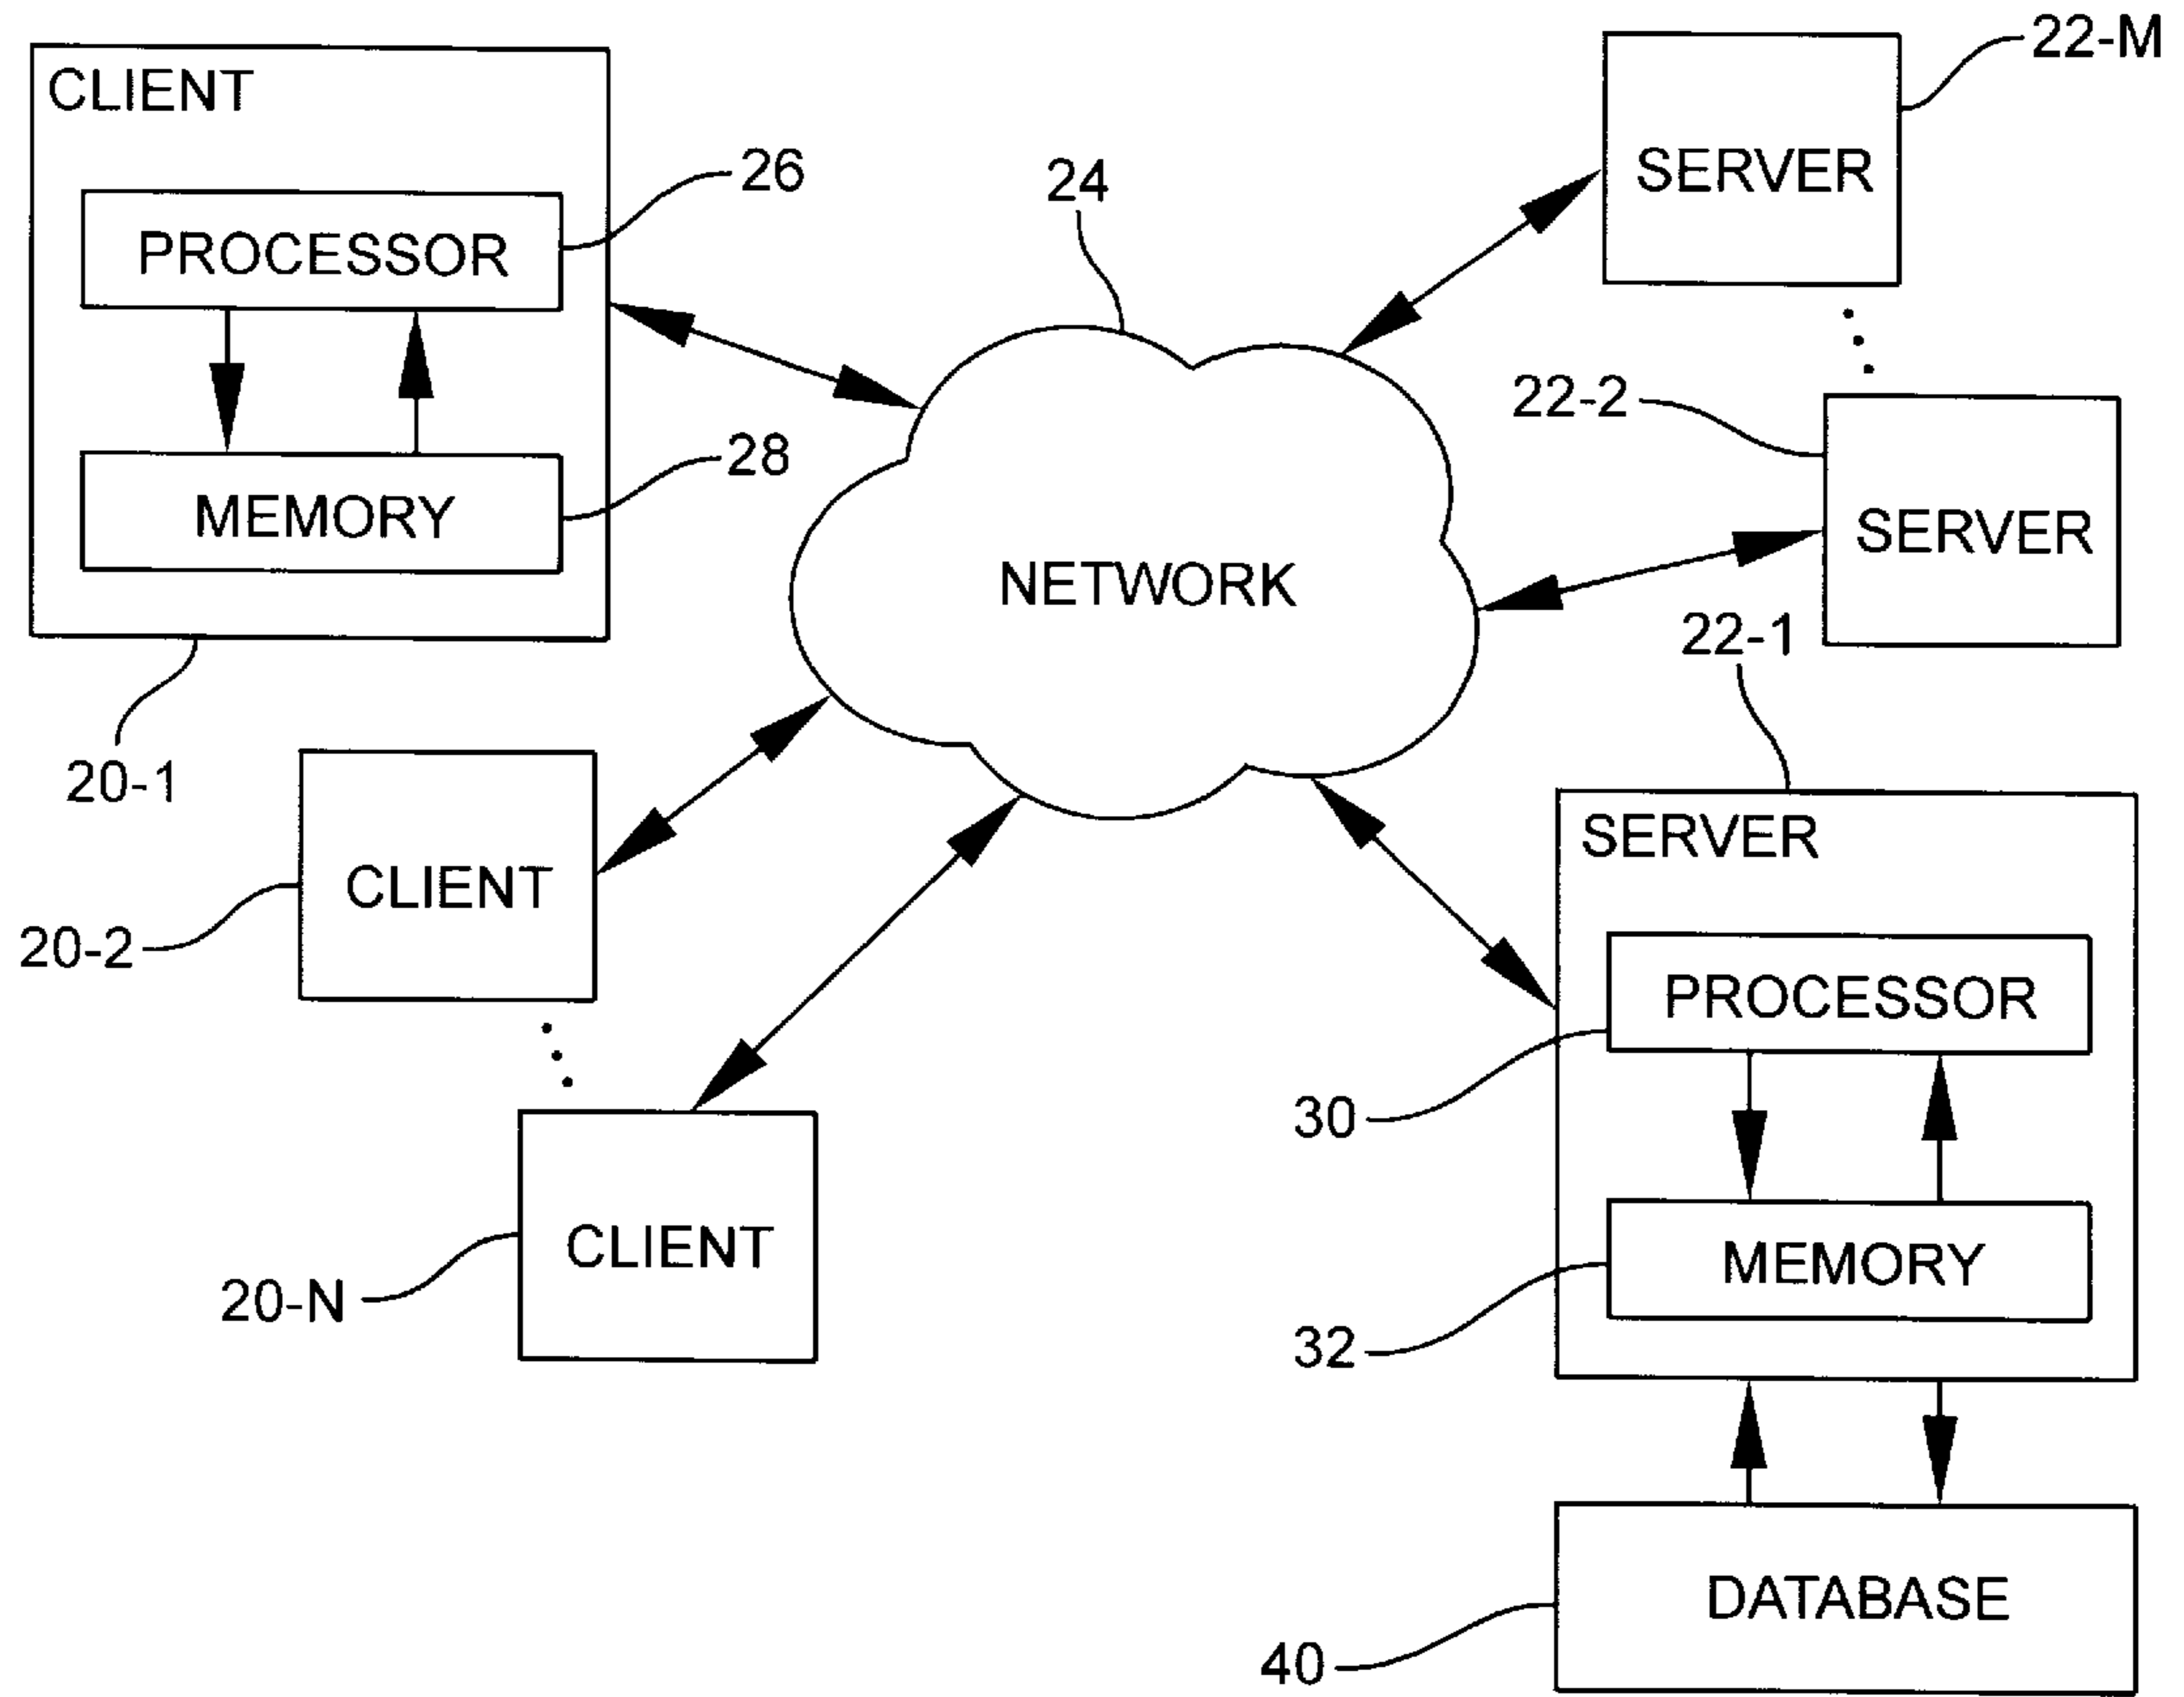 CLIENT
PROCESSOR
26
MEMORY
28
20-1
24
NETWORK
22-M
SERVER
22-2
SERVER
22-1
SERVER
PROCESSOR
30
MEMORY
32
DATABASE
40
CLIENT
20-2
CLIENT
20-N